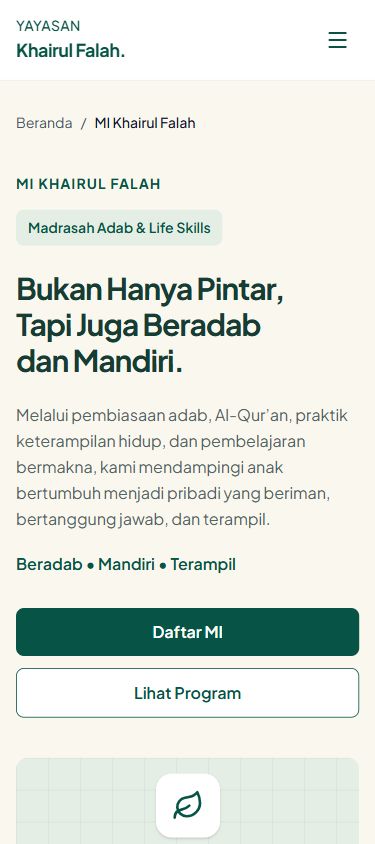 YAYASAN
Khairul Falah.
Beranda / MI Khairul Falah
MI KHAIRUL FALAH
Madrasah Adab & Life Skills
Bukan Hanya Pintar,
Tapi Juga Beradab
dan Mandiri.
Melalui pembiasaan adab, Al-Qur’an, praktik
keterampilan hidup, dan pembelajaran
bermakna, kami mendampingi anak
bertumbuh menjadi pribadi yang beriman,
bertanggung jawab, dan terampil.
Beradab • Mandiri • Terampil
Daftar MI
Lihat Program